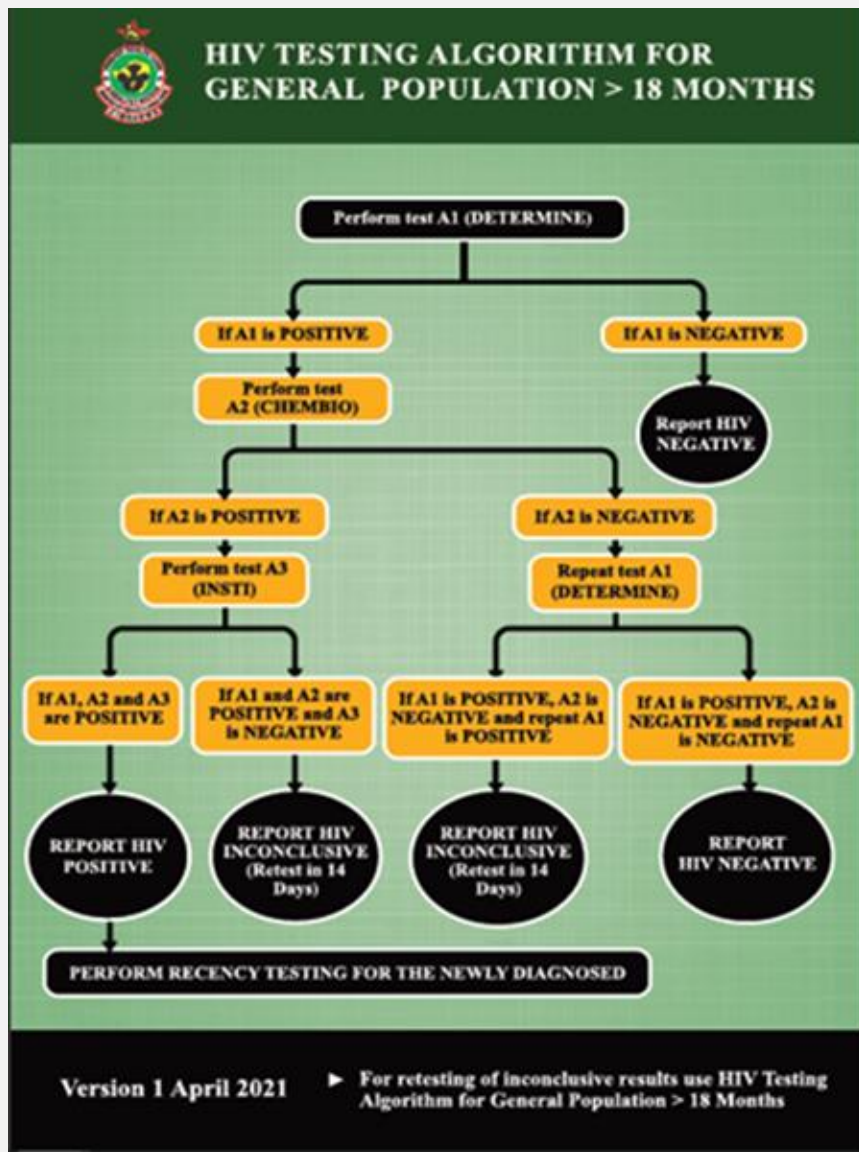 HIV TESTING ALGORITHM FOR
GENERAL POPULATION > 18 MONTHS
Perform test A1 (DETERMINE)
If A1 is POSITIVE
If A1 is NEGATIVE
Perform test
A2 (CHEMBIO)
Report HIV
NEGATIVE
If A2 is POSITIVE
If A2 is NEGATIVE
Perform test A3
(INSTI)
Repeat test A1
(DETERMINE)
If A1, A2 and A3
are POSITIVE
If A1 and A2 are
POSITIVE and A3
is NEGATIVE
If A1 is POSITIVE, A2 is
NEGATIVE and repeat A1
is POSITIVE
If A1 is POSITIVE, A2 is
NEGATIVE and repeat A1
is NEGATIVE
REPORT HIV
POSITIVE
REPORT HIV
INCONCLUSIVE
(Retest in 14
Days)
REPORT HIV
INCONCLUSIVE
(Retest in 14
Days)
REPORT
HIV NEGATIVE
PERFORM RECENCY TESTING FOR THE NEWLY DIAGNOSED
Version 1 April 2021
► For retesting of inconclusive results use HIV Testing
Algorithm for General Population > 18 Months